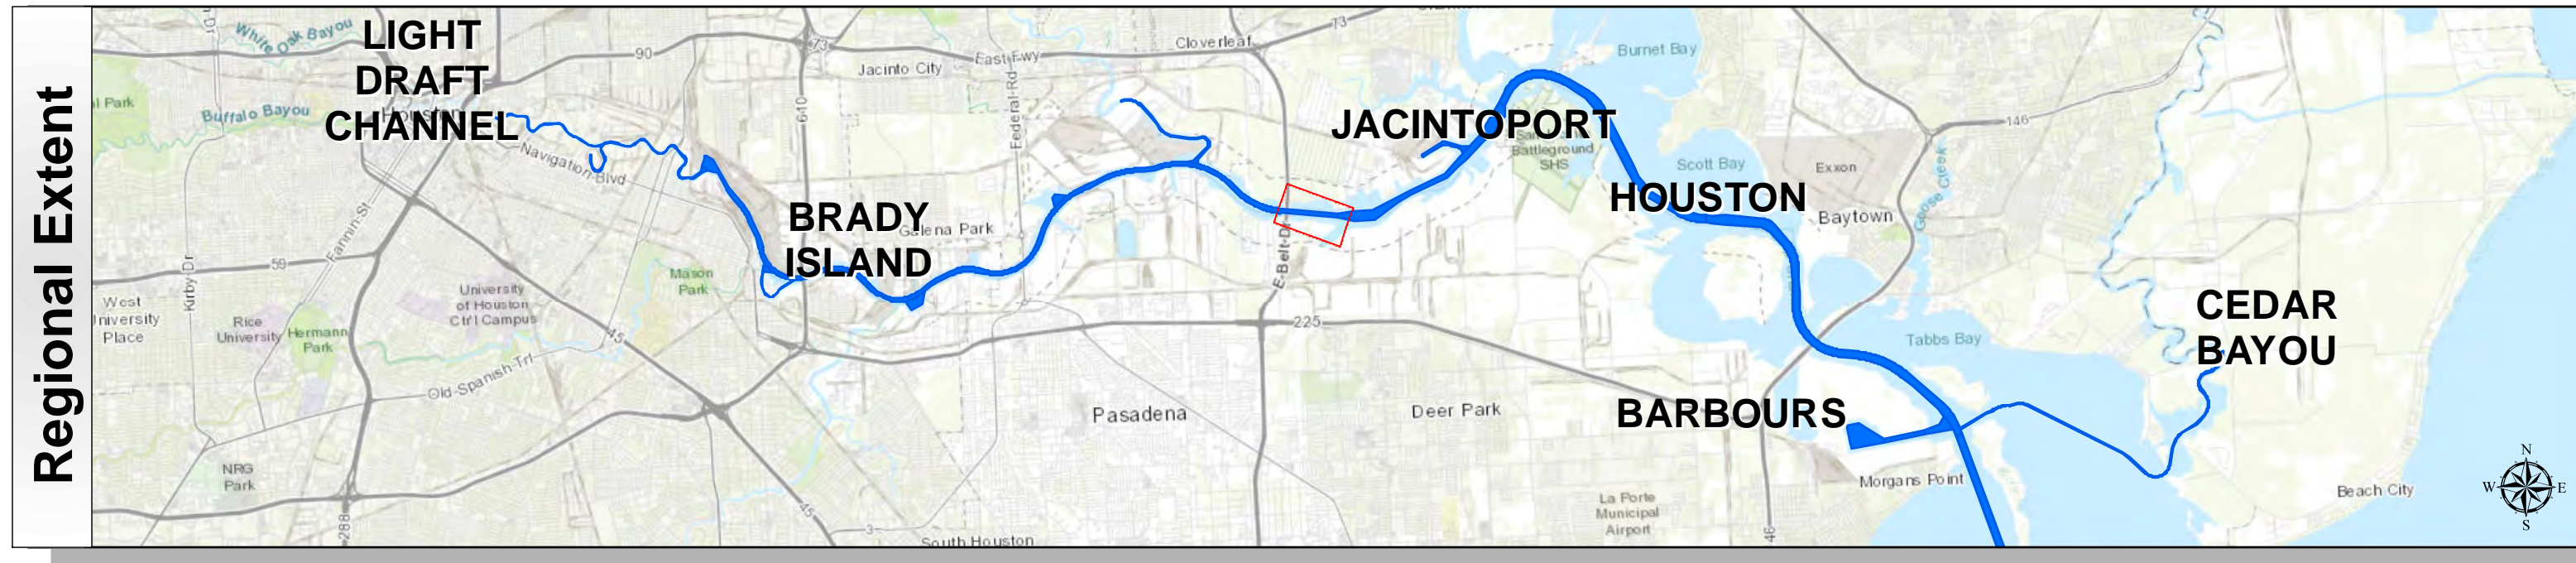 Regional Extent
LIGHT
DRAFT
CHANNEL
BRADY
ISLAND
JACINTOPORT
HOUSTON
BARBOURS
CEDAR
BAYOU
White Oak Bayou
Buffalo Bayou
Houston
Navigation Blvd
90
73
610
Jacinto City
East Fwy
Federal Rd
Cloverleaf
73
Burnet Bay
Battleground
SHS
Scott Bay
Exxon
Baytown
Goose Creek
146
Galena Park
E Belt Dr
Mason
Park
Fannin St
59
Kirby Dr
West
University
Place
Rice
University
Hermann
Park
University
of Houston
Ctr'l Campus
45
Old Spanish Trl
225
Pasadena
Deer Park
Tabbs Bay
Morgans Point
La Porte
Municipal
Airport
Beach City
NRG
Park
288
45
3
South Houston
N
W
E
S